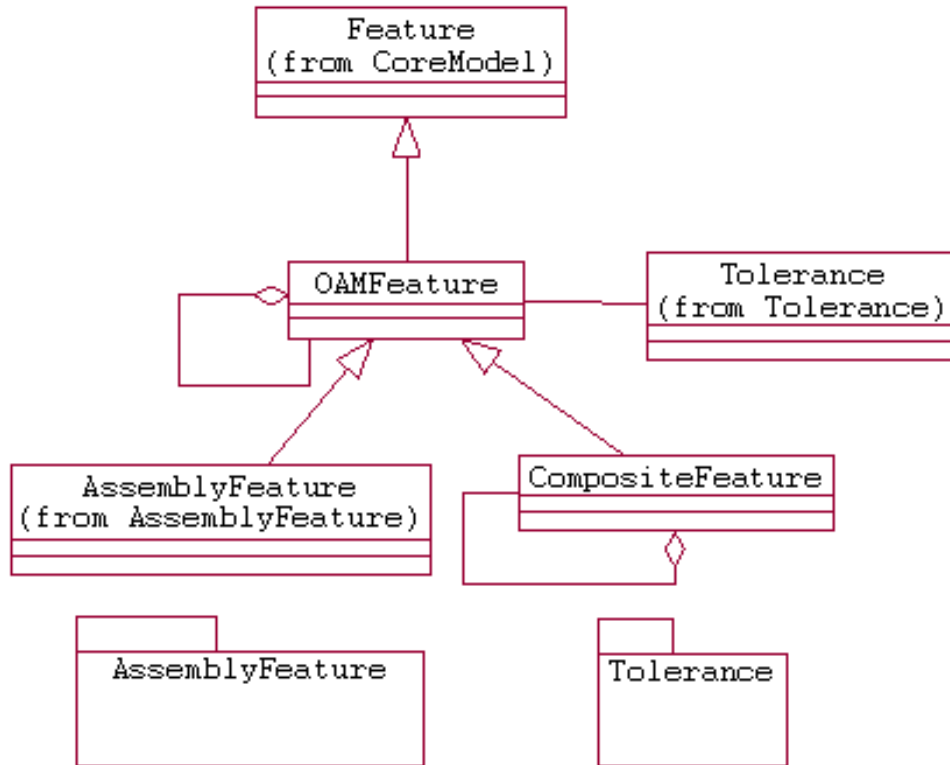 Feature
(from CoreModel)
OAMFeature
Tolerance
(from Tolerance)
AssemblyFeature
(from AssemblyFeature)
CompositeFeature
AssemblyFeature
Tolerance